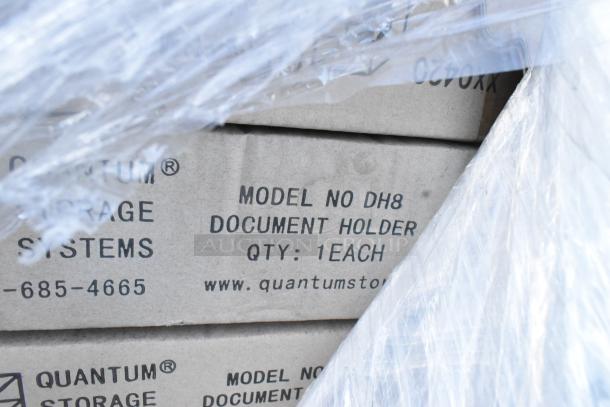 XX0420
QUANTUM®
STORAGE
SYSTEMS
-685-4665
MODEL NO DH8
DOCUMENT HOLDER
QTY: 1EACH
www.quantumsto
QUANTUM®
STORAGE
MODEL NO
DOCUMENT